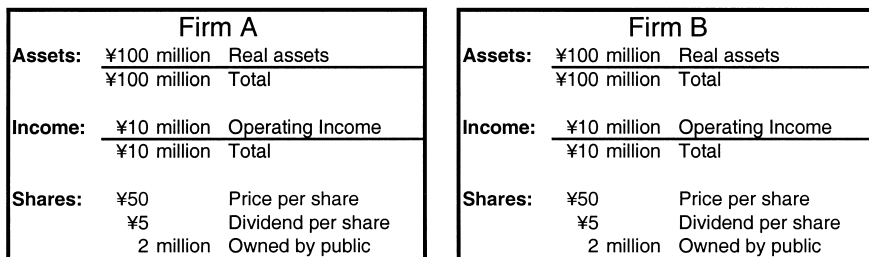 Firm A
Assets: ¥100 million Real assets
¥100 million Total
Income: ¥10 million Operating Income
¥10 million Total
Shares: ¥50 Price per share
¥5 Dividend per share
2 million Owned by public
Firm B
Assets: ¥100 million Real assets
¥100 million Total
Income: ¥10 million Operating Income
¥10 million Total
Shares: ¥50 Price per share
¥5 Dividend per share
2 million Owned by public